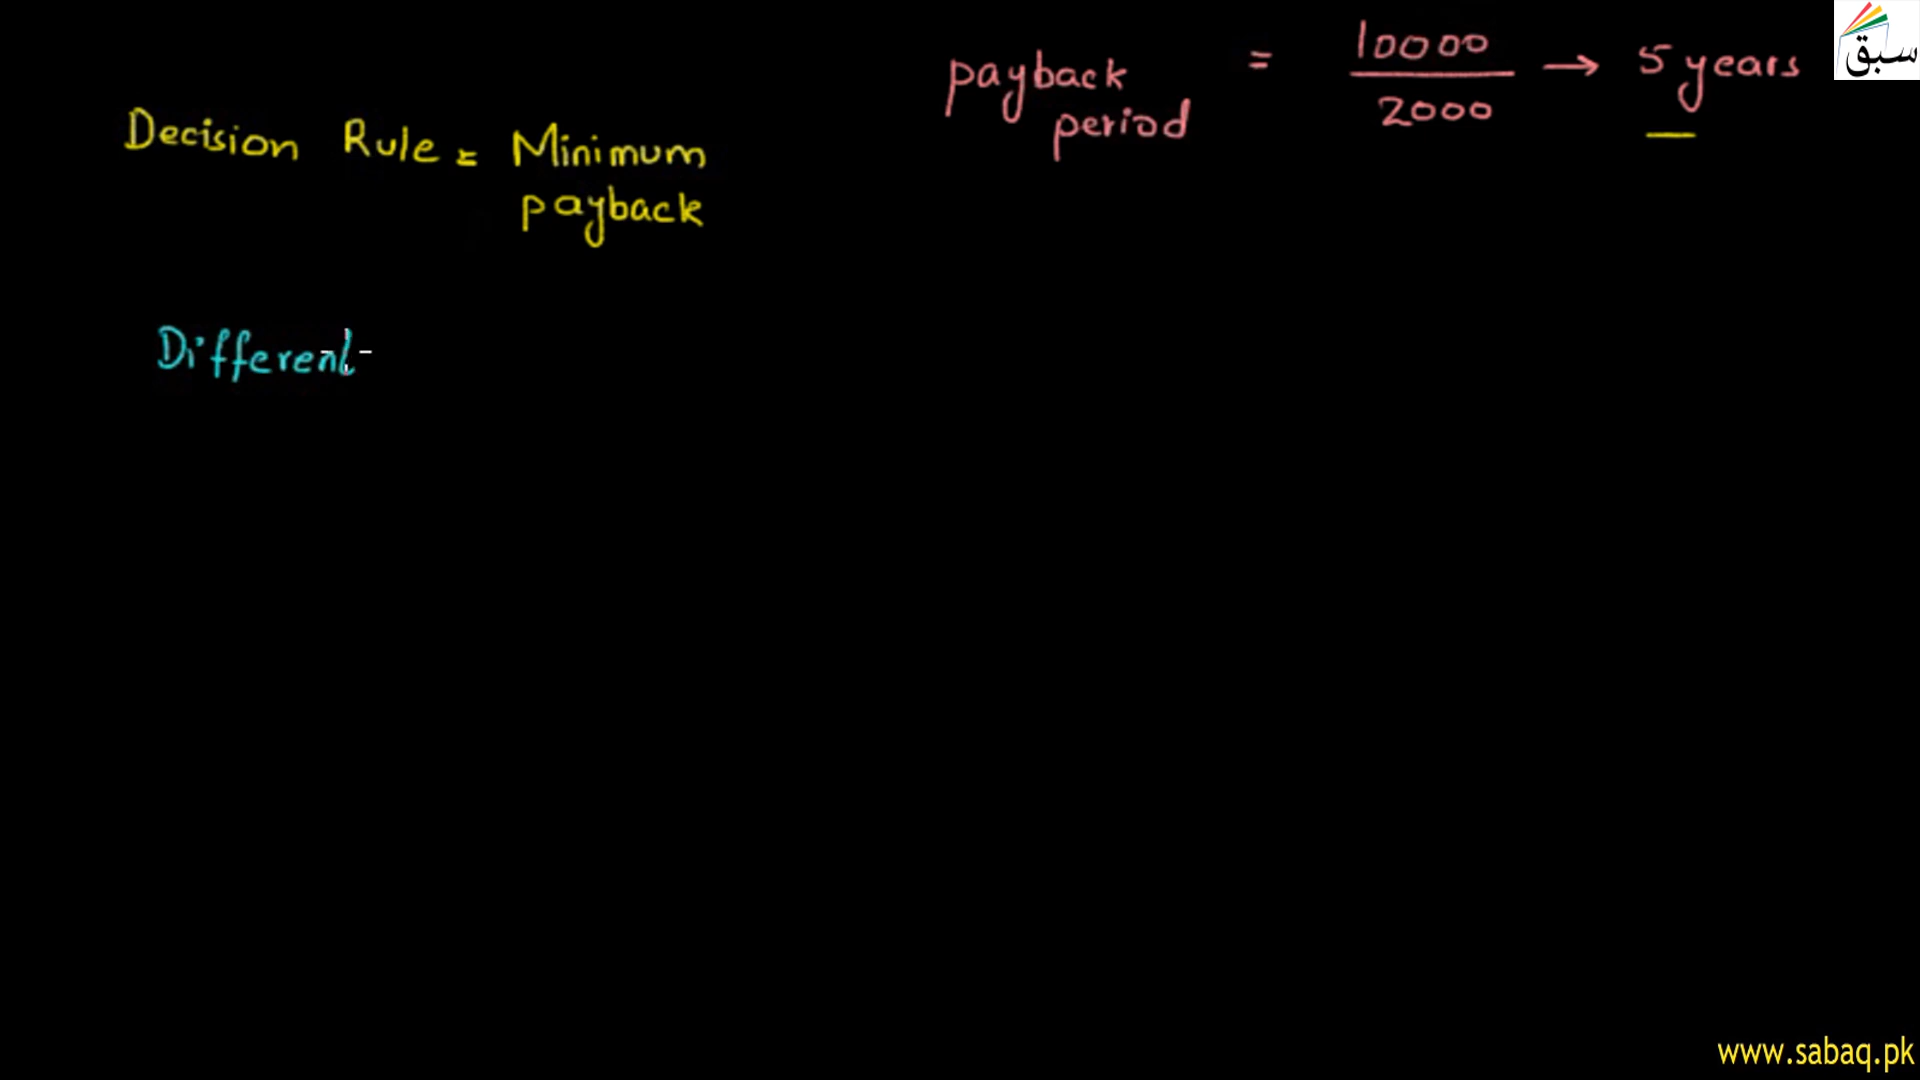 payback = 10000 → 5 years
period 2000
Decision Rule = Minimum
payback
Different
سبق
www.sabaq.pk